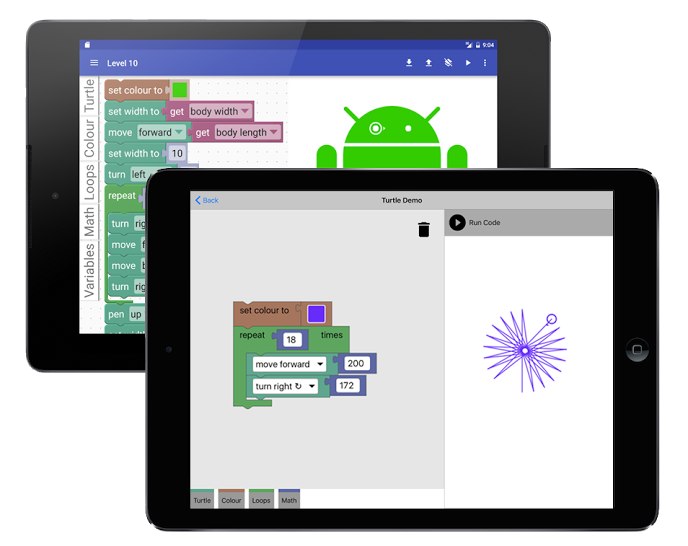 9:04
Level 10
Turtle
Colour
Loops
Math
Variables
set colour to
set width to get body width
move forward get body length
set width to 10
turn left
repeat
turn
move
move
turn
pen up
Back
Turtle Demo
Run Code
set colour to
repeat 18 times
move forward 200
turn right ↻ 172
Turtle
Colour
Loops
Math